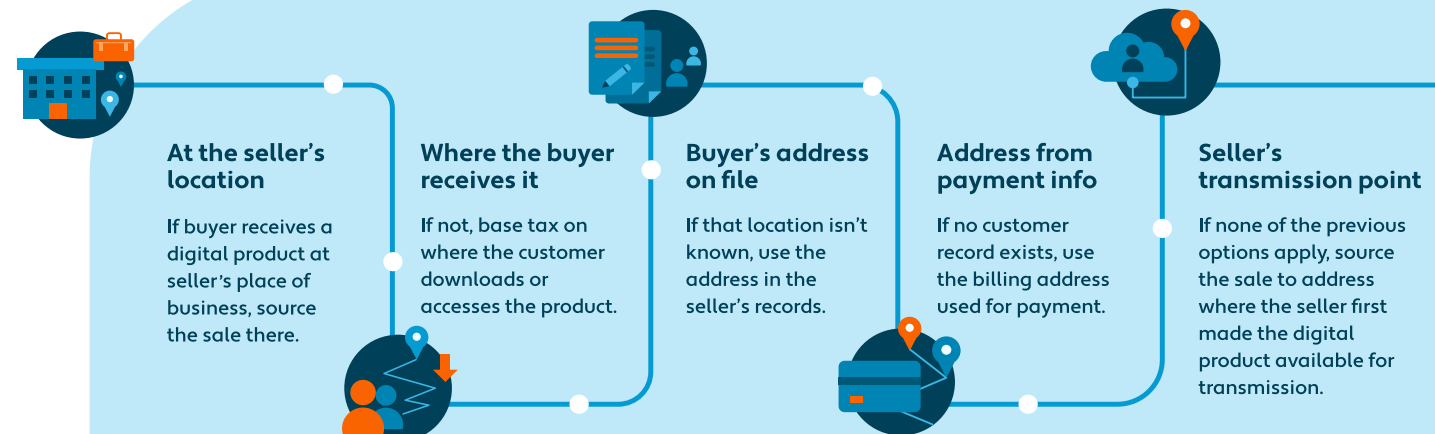 At the seller's
location
If buyer receives a
digital product at
seller's place of
business, source
the sale there.
Where the buyer
receives it
If not, base tax on
where the customer
downloads or
accesses the product.
Buyer's address
on file
If that location isn't
known, use the
address in the
seller's records.
Address from
payment info
If no customer
record exists, use
the billing address
used for payment.
Seller's
transmission point
If none of the previous
options apply, source
the sale to address
where the seller first
made the digital
product available for
transmission.